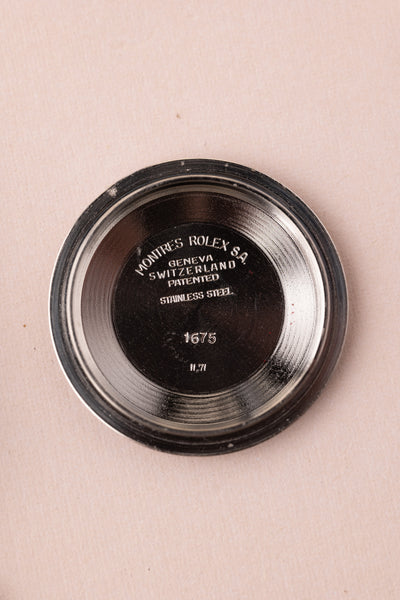 MONTRES ROLEX S.A.
GENEVA
SWITZERLAND
PATENTED
STAINLESS STEEL
1675
II,71